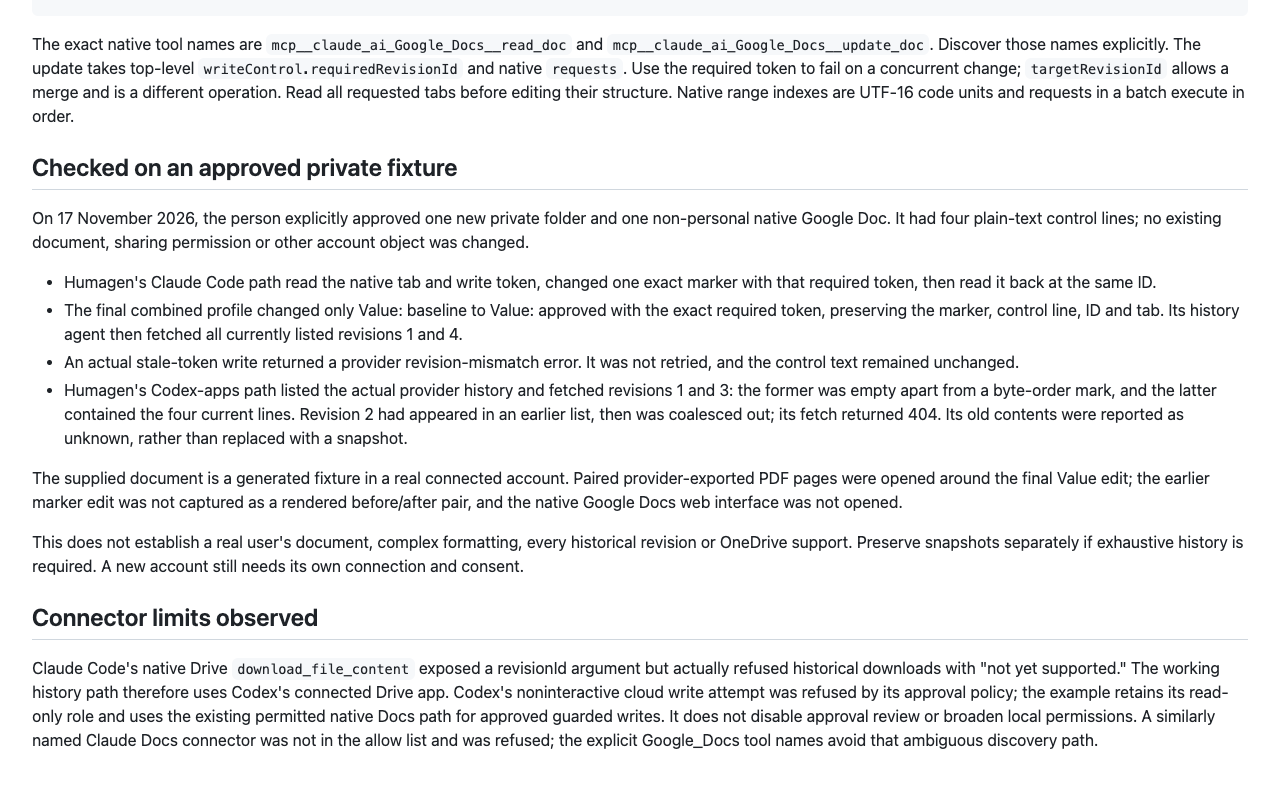 The exact native tool names are mcp__claude_ai_Google_Docs__read_doc and mcp__claude_ai_Google_Docs__update_doc. Discover those names explicitly. The
update takes top-level writeControl.requiredRevisionId and native requests. Use the required token to fail on a concurrent change; targetRevisionId allows a
merge and is a different operation. Read all requested tabs before editing their structure. Native range indexes are UTF-16 code units and requests in a batch execute in
order.
Checked on an approved private fixture
On 17 November 2026, the person explicitly approved one new private folder and one non-personal native Google Doc. It had four plain-text control lines; no existing
document, sharing permission or other account object was changed.
• Humagen's Claude Code path read the native tab and write token, changed one exact marker with that required token, then read it back at the same ID.
• The final combined profile changed only Value: baseline to Value: approved with the exact required token, preserving the marker, control line, ID and tab. Its history
agent then fetched all currently listed revisions 1 and 4.
• An actual stale-token write returned a provider revision-mismatch error. It was not retried, and the control text remained unchanged.
• Humagen's Codex-apps path listed the actual provider history and fetched revisions 1 and 3: the former was empty apart from a byte-order mark, and the latter
contained the four current lines. Revision 2 had appeared in an earlier list, then was coalesced out; its fetch returned 404. Its old contents were reported as
unknown, rather than replaced with a snapshot.
The supplied document is a generated fixture in a real connected account. Paired provider-exported PDF pages were opened around the final Value edit; the earlier
marker edit was not captured as a rendered before/after pair, and the native Google Docs web interface was not opened.
This does not establish a real user's document, complex formatting, every historical revision or OneDrive support. Preserve snapshots separately if exhaustive history is
required. A new account still needs its own connection and consent.
Connector limits observed
Claude Code's native Drive download_file_content exposed a revisionId argument but actually refused historical downloads with "not yet supported." The working
history path therefore uses Codex's connected Drive app. Codex's noninteractive cloud write attempt was refused by its approval policy; the example retains its read-
only role and uses the existing permitted native Docs path for approved guarded writes. It does not disable approval review or broaden local permissions. A similarly
named Claude Docs connector was not in the allow list and was refused; the explicit Google_Docs tool names avoid that ambiguous discovery path.